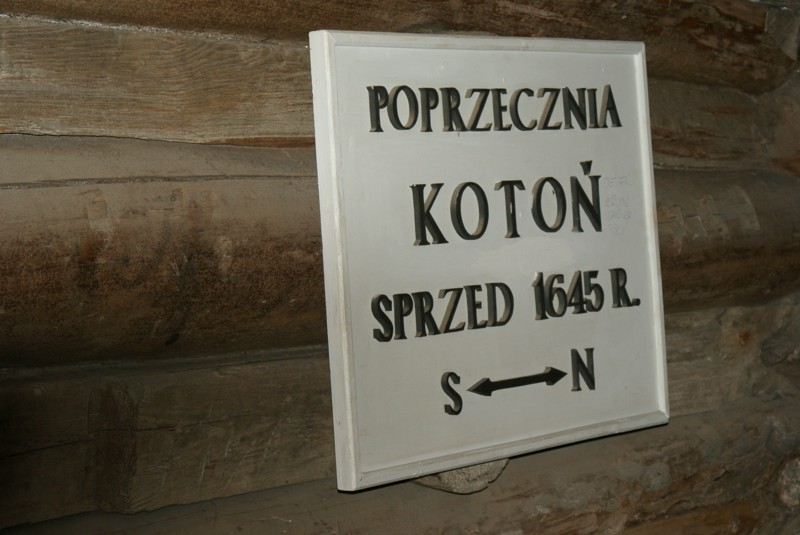 POPRZECZNIA
KOTOŃ
SPRZED 1645 R.
S ⟷ N